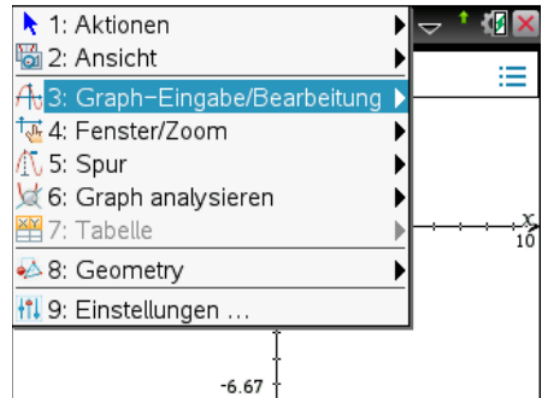 1: Aktionen
2: Ansicht
3: Graph-Eingabe/Bearbeitung
4: Fenster/Zoom
5: Spur
6: Graph analysieren
7: Tabelle
8: Geometry
9: Einstellungen ...
x
10
-6.67